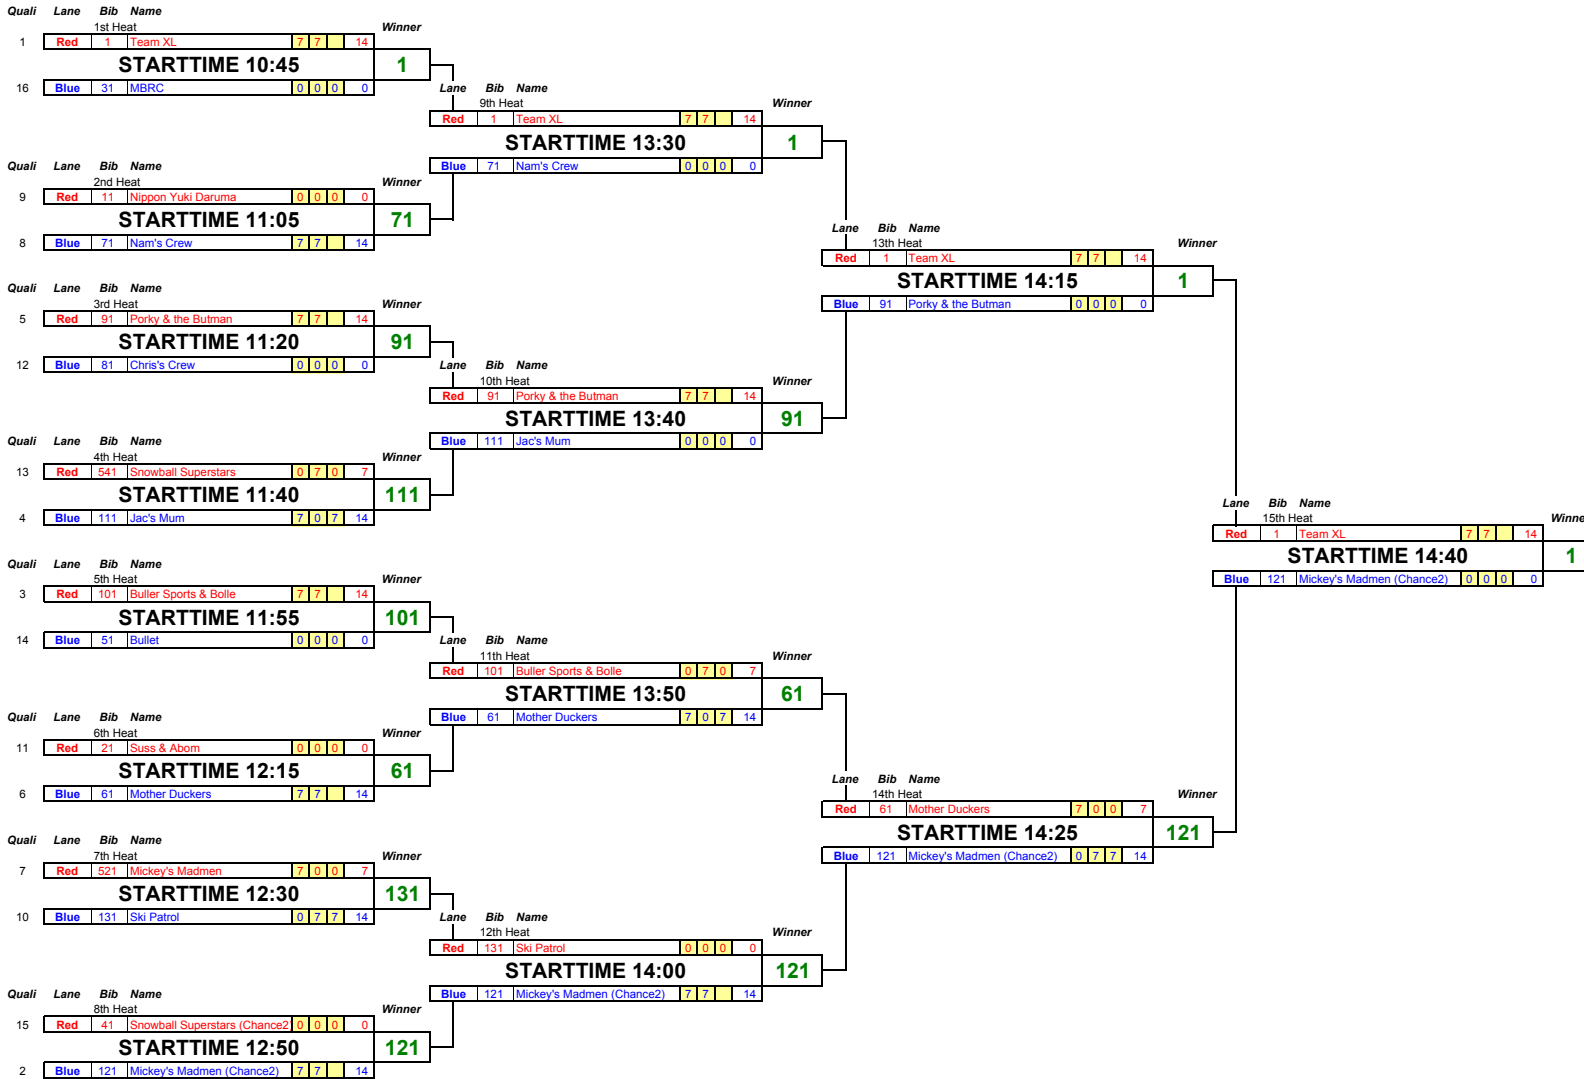 Quali Lane Bib Name
1st Heat Winner
1 Red 1 Team XL 7 7 14
STARTTIME 10:45 1
16 Blue 31 MBRC 0 0 0 0
Quali Lane Bib Name
2nd Heat Winner
9 Red 11 Nippon Yuki Daruma 0 0 0 0
STARTTIME 11:05 71
8 Blue 71 Nam's Crew 7 7 14
Quali Lane Bib Name
3rd Heat Winner
5 Red 91 Porky & the Butman 7 7 14
STARTTIME 11:20 91
12 Blue 81 Chris's Crew 0 0 0 0
Quali Lane Bib Name
4th Heat Winner
13 Red 541 Snowball Superstars 0 7 0 7
STARTTIME 11:40 111
4 Blue 111 Jac's Mum 7 0 7 14
Quali Lane Bib Name
5th Heat Winner
3 Red 101 Buller Sports & Bolle 7 7 14
STARTTIME 11:55 101
14 Blue 51 Bullet 0 0 0 0
Quali Lane Bib Name
6th Heat Winner
11 Red 21 Suss & Abom 0 0 0 0
STARTTIME 12:15 61
6 Blue 61 Mother Duckers 7 7 14
Quali Lane Bib Name
7th Heat Winner
7 Red 521 Mickey's Madmen 7 0 0 7
STARTTIME 12:30 131
10 Blue 131 Ski Patrol 0 7 7 14
Quali Lane Bib Name
8th Heat Winner
15 Red 41 Snowball Superstars (Chance2 0 0 0 0
STARTTIME 12:50 121
2 Blue 121 Mickey's Madmen (Chance2) 7 7 14
Lane Bib Name
9th Heat Winner
Red 1 Team XL 7 7 14
STARTTIME 13:30 1
Blue 71 Nam's Crew 0 0 0 0
Lane Bib Name
10th Heat Winner
Red 91 Porky & the Butman 7 7 14
STARTTIME 13:40 91
Blue 111 Jac's Mum 0 0 0 0
Lane Bib Name
11th Heat Winner
Red 101 Buller Sports & Bolle 0 7 0 7
STARTTIME 13:50 61
Blue 61 Mother Duckers 7 0 7 14
Lane Bib Name
12th Heat Winner
Red 131 Ski Patrol 0 0 0 0
STARTTIME 14:00 121
Blue 121 Mickey's Madmen (Chance2) 7 7 14
Lane Bib Name
13th Heat Winner
Red 1 Team XL 7 7 14
STARTTIME 14:15 1
Blue 91 Porky & the Butman 0 0 0 0
Lane Bib Name
14th Heat Winner
Red 61 Mother Duckers 7 0 0 7
STARTTIME 14:25 121
Blue 121 Mickey's Madmen (Chance2) 0 7 7 14
Lane Bib Name
15th Heat Winne
Red 1 Team XL 7 7 14
STARTTIME 14:40 1
Blue 121 Mickey's Madmen (Chance2) 0 0 0 0